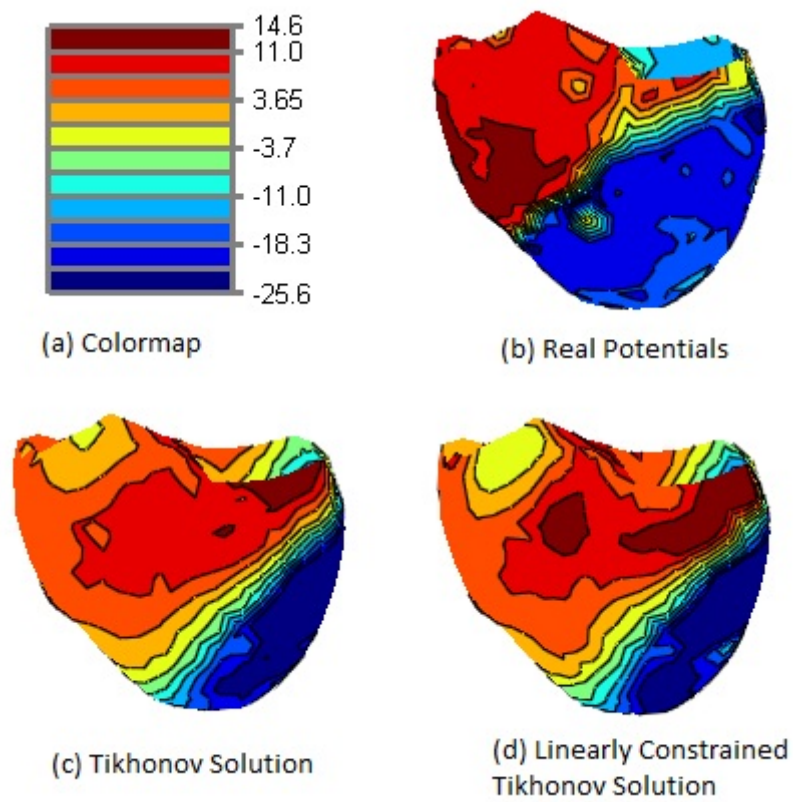 14.6
11.0
3.65
-3.7
-11.0
-18.3
-25.6
(a) Colormap
(b) Real Potentials
(c) Tikhonov Solution
(d) Linearly Constrained
Tikhonov Solution